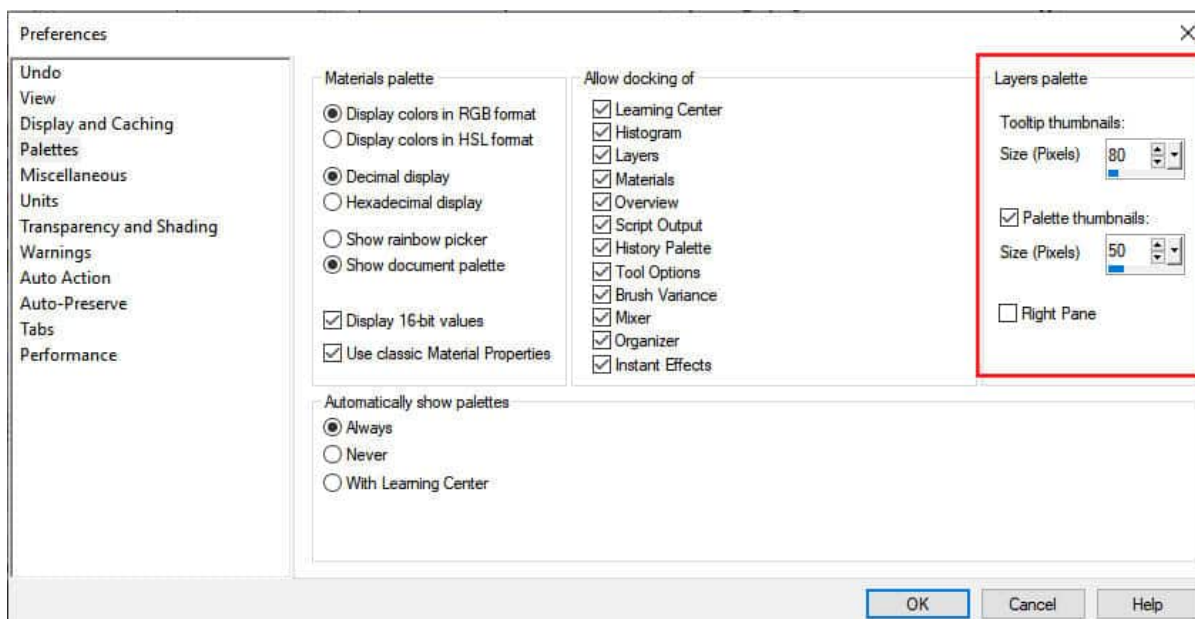 Preferences
Undo
View
Display and Caching
Palettes
Miscellaneous
Units
Transparency and Shading
Warnings
Auto Action
Auto-Preserve
Tabs
Performance
Materials palette
Display colors in RGB format
Display colors in HSL format
Decimal display
Hexadecimal display
Show rainbow picker
Show document palette
Display 16-bit values
Use classic Material Properties
Allow docking of
Learning Center
Histogram
Layers
Materials
Overview
Script Output
History Palette
Tool Options
Brush Variance
Mixer
Organizer
Instant Effects
Layers palette
Tooltip thumbnails:
Size (Pixels) 80
Palette thumbnails:
Size (Pixels) 50
Right Pane
Automatically show palettes
Always
Never
With Learning Center
OK Cancel Help